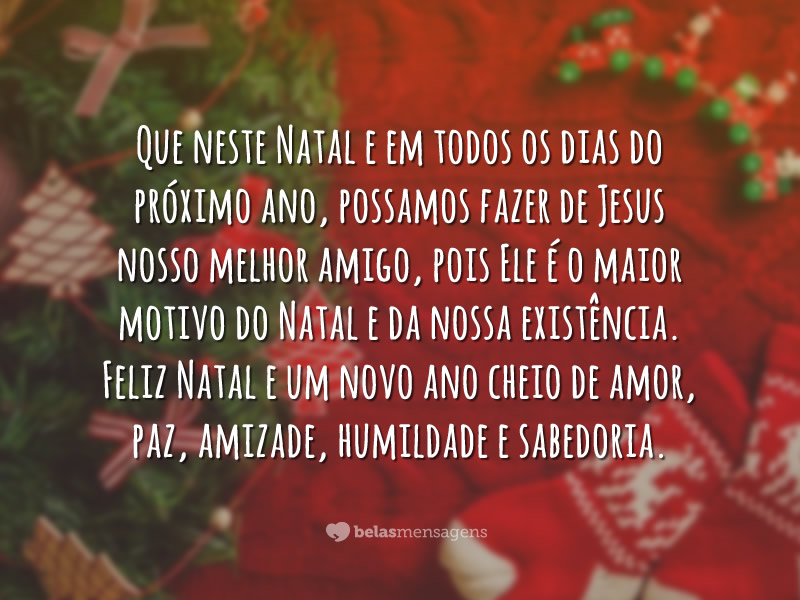 Que neste Natal e em todos os dias do
próximo ano, possamos fazer de Jesus
nosso melhor amigo, pois Ele é o maior
motivo do Natal e da nossa existência.
Feliz Natal e um novo ano cheio de amor,
paz, amizade, humildade e sabedoria.
belasmensagens